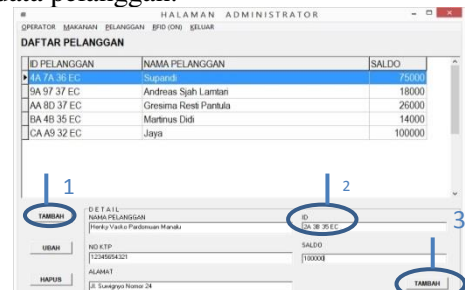 data pelanggan.
HALAMAN ADMINISTRATOR
OPERATOR MAKANAN PELANGGAN RFID (ON) KELUAR
DAFTAR PELANGGAN
ID PELANGGAN NAMA PELANGGAN SALDO
4A 7A 36 EC Supandi 75000
9A 97 37 EC Andreas Sjah Lamtari 18000
AA 8D 37 EC Gresima Resti Pantula 26000
BA 4B 35 EC Martinus Didi 14000
CA A9 32 EC Jaya 100000
1
2
3
DETAIL
TAMBAH NAMA PELANGGAN ID
Henky Vasko Pardomuan Manalu 3A 3B 35 EC
UBAH NO KTP SALDO
12345654321 100000
HAPUS ALAMAT
Jl. Suwignyo Nomor 24 TAMBAH